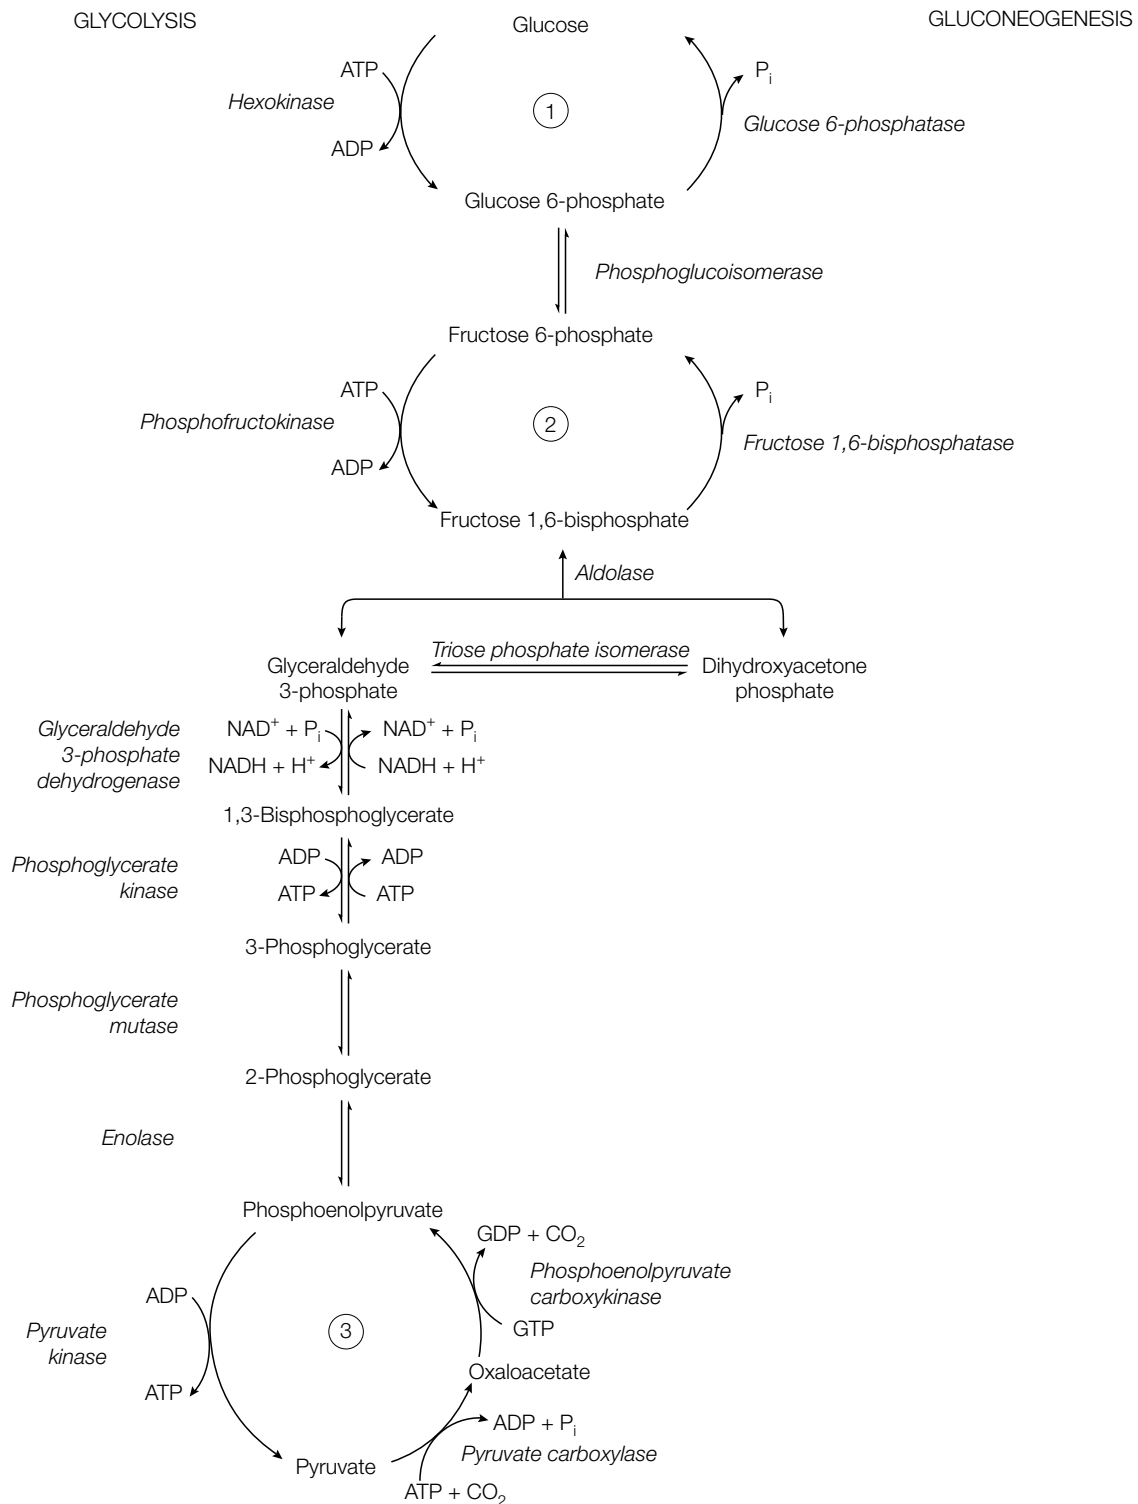 GLYCOLYSIS
Glucose
GLUCONEOGENESIS
ATP
Hexokinase
ADP
1
Pi
Glucose 6-phosphatase
Glucose 6-phosphate
Phosphoglucoisomerase
Fructose 6-phosphate
ATP
Phosphofructokinase
ADP
2
Pi
Fructose 1,6-bisphosphatase
Fructose 1,6-bisphosphate
Aldolase
Triose phosphate isomerase
Glyceraldehyde
3-phosphate
Dihydroxyacetone
phosphate
Glyceraldehyde
3-phosphate
dehydrogenase
NAD+ + Pi
NADH + H+
NAD+ + Pi
NADH + H+
1,3-Bisphosphoglycerate
Phosphoglycerate
kinase
ADP
ATP
ADP
ATP
3-Phosphoglycerate
Phosphoglycerate
mutase
2-Phosphoglycerate
Enolase
Phosphoenolpyruvate
GDP + CO2
Phosphoenolpyruvate
carboxykinase
GTP
ADP
Pyruvate
kinase
ATP
3
Oxaloacetate
ADP + Pi
Pyruvate carboxylase
Pyruvate
ATP + CO2